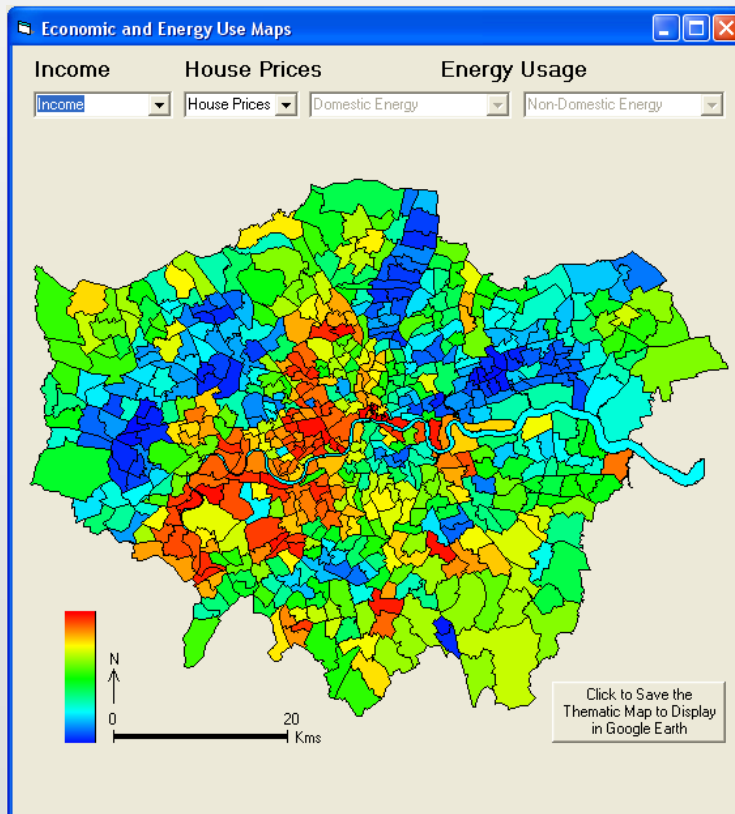 Economic and Energy Use Maps
Income House Prices Energy Usage
Income House Prices Domestic Energy Non-Domestic Energy
N
0 20
Kms
Click to Save the
Thematic Map to Display
in Google Earth